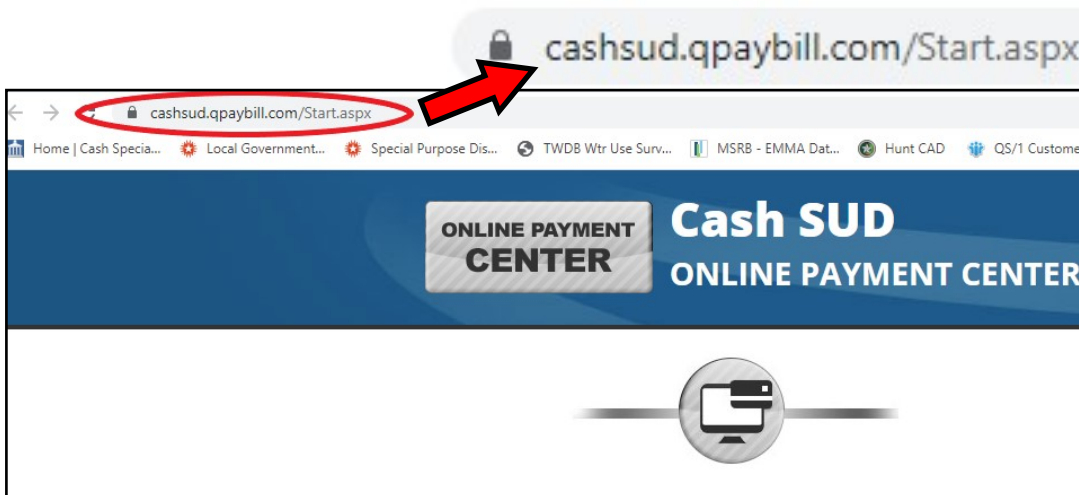 cashsud.qpaybill.com/Start.aspx
cashsud.qpaybill.com/Start.aspx
Home | Cash Specia... Local Government... Special Purpose Dis... TWDB Wtr Use Surv... MSRB - EMMA Dat... Hunt CAD QS/1 Custome
ONLINE PAYMENT
CENTER
Cash SUD
ONLINE PAYMENT CENTER